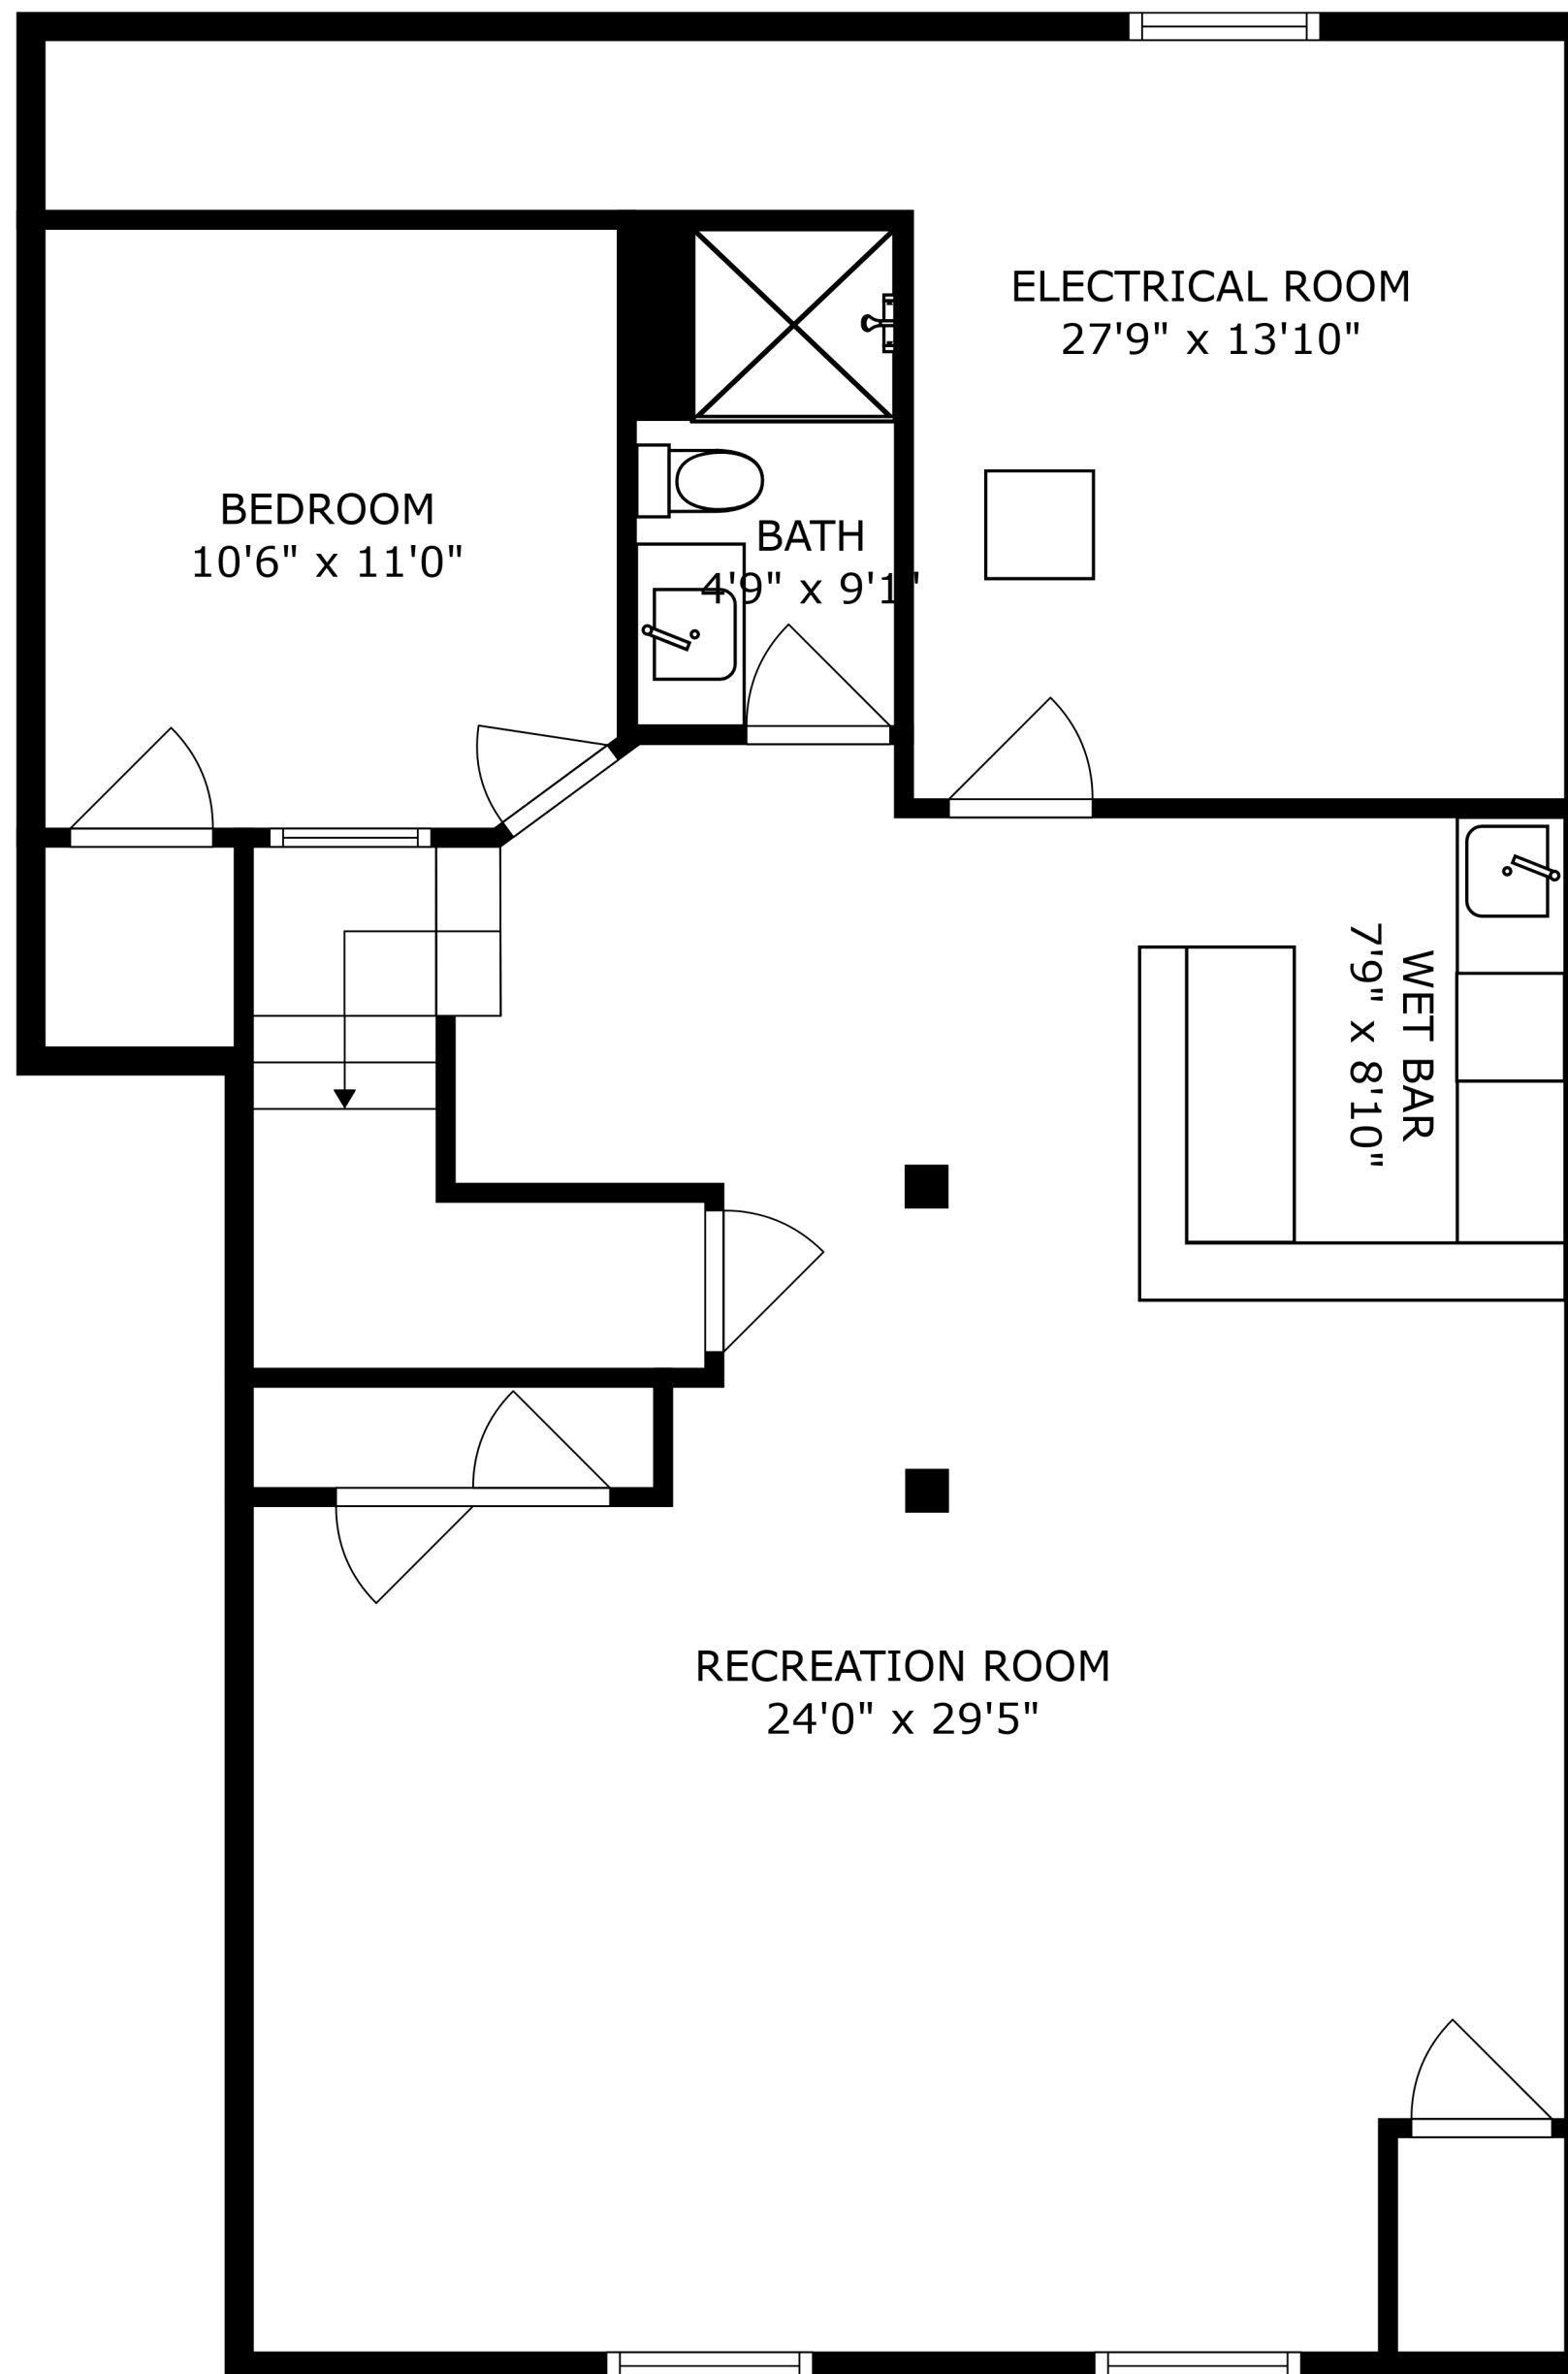 ELECTRICAL ROOM
27'9" x 13'10"
BEDROOM
10'6" x 11'0"
BATH
4'9" x 9'1"
WET BAR
7'9" x 8'10"
RECREATION ROOM
24'0" x 29'5"